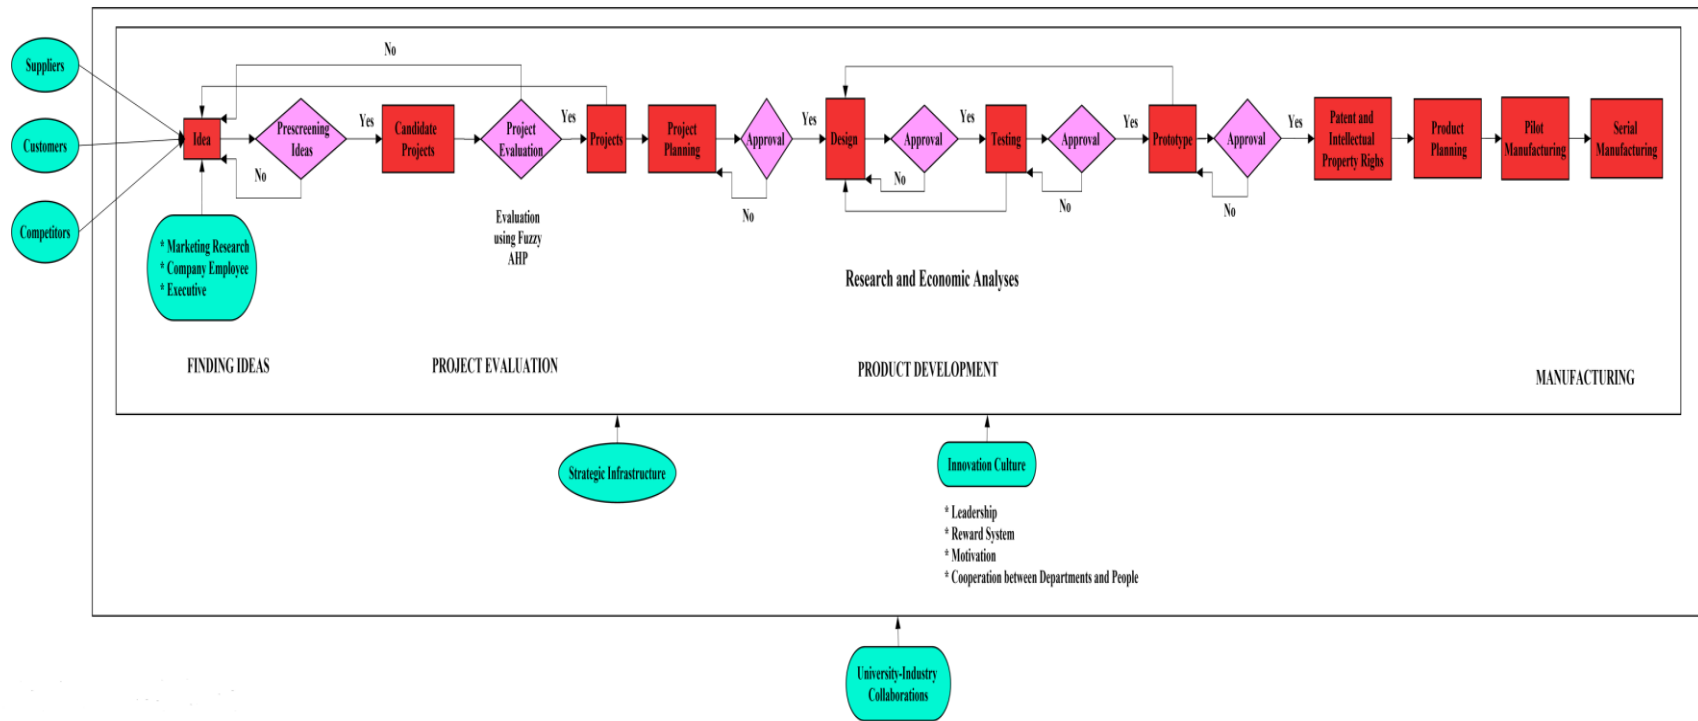 No
Suppliers
Customers
Competitors
Idea
Prescreening
Ideas
Yes
No
Candidate
Projects
Project
Evaluation
Yes
Projects
Project
Planning
Approval
No
Yes
Design
Approval
No
Yes
Testing
Approval
No
Yes
Prototype
Approval
No
Yes
Patent and
Intellectual
Property Righs
Product
Planning
Pilot
Manufacturing
Serial
Manufacturing
* Marketing Research
* Company Employee
* Executive
Evaluation
using Fuzzy
AHP
Research and Economic Analyses
FINDING IDEAS
PROJECT EVALUATION
PRODUCT DEVELOPMENT
MANUFACTURING
Strategic Infrastructure
Innovation Culture
* Leadership
* Reward System
* Motivation
* Cooperation between Departments and People
University-Industry
Collaborations